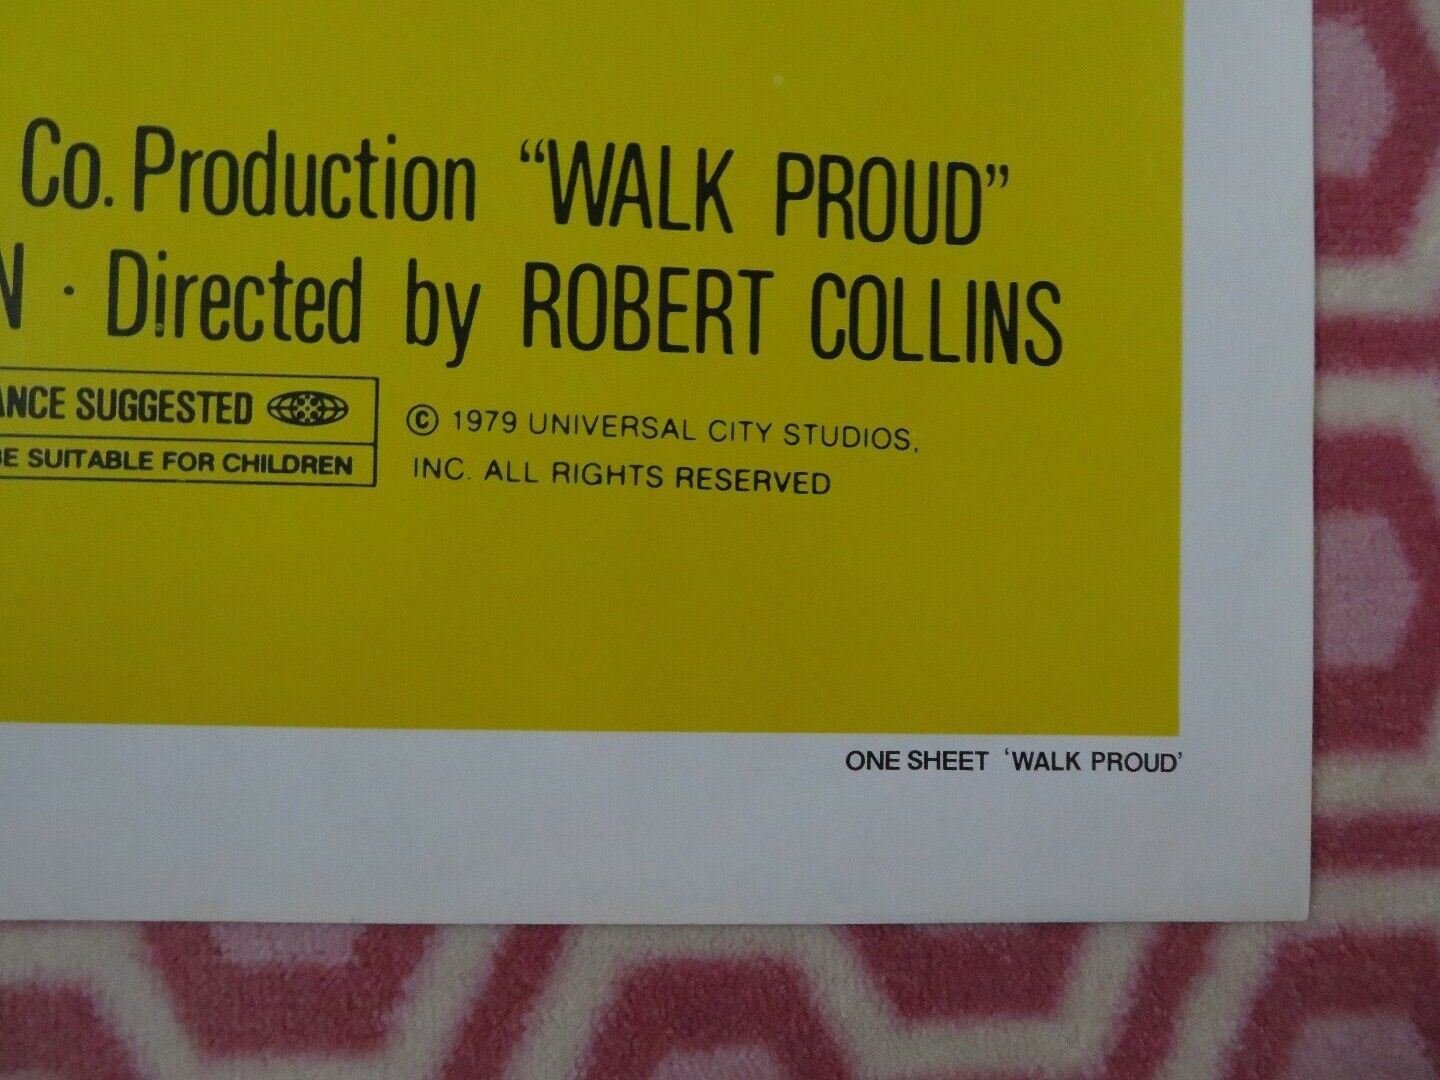 Co. Production “WALK PROUD”
N · Directed by ROBERT COLLINS
ANCE SUGGESTED
BE SUITABLE FOR CHILDREN
© 1979 UNIVERSAL CITY STUDIOS,
INC. ALL RIGHTS RESERVED
ONE SHEET ‘WALK PROUD’